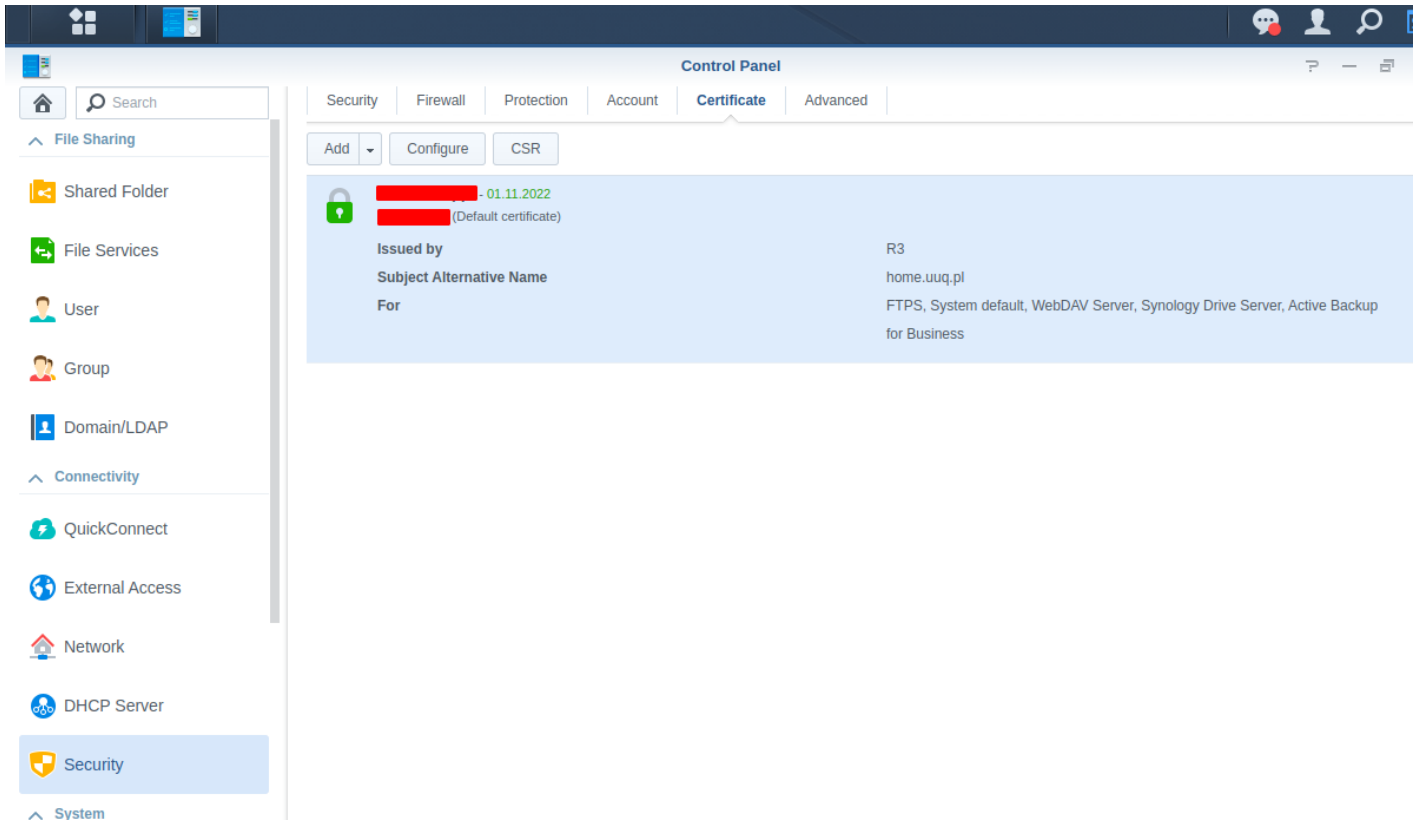 Control Panel
Search
Security Firewall Protection Account Certificate Advanced
File Sharing
Add Configure CSR
Shared Folder
- 01.11.2022
(Default certificate)
File Services
Issued by R3
Subject Alternative Name home.uuq.pl
For FTPS, System default, WebDAV Server, Synology Drive Server, Active Backup
for Business
User
Group
Domain/LDAP
Connectivity
QuickConnect
External Access
Network
DHCP Server
Security
System